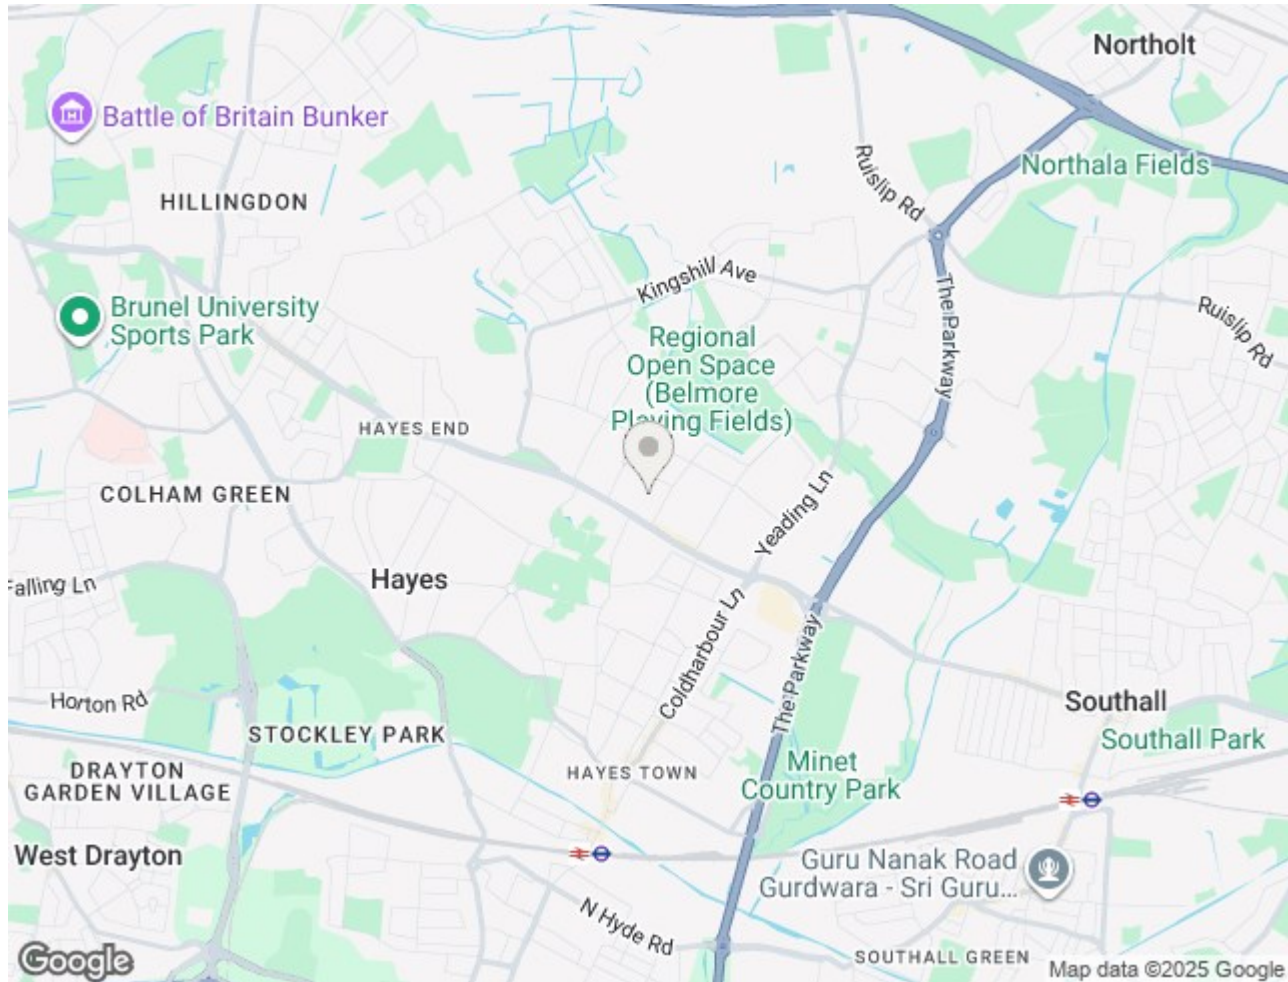 Northolt
Battle of Britain Bunker
Ruislip Rd
Northala Fields
HILLINGDON
Kingshill Ave
The Parkway
Brunel University
Sports Park
Ruislip Rd
Regional
Open Space
(Belmore
Playing Fields)
HAYES END
COLHAM GREEN
Yeading Ln
Falling Ln
Hayes
Coldharbour Ln
The Parkway
Horton Rd
Southall
STOCKLEY PARK
Southall Park
DRAYTON
GARDEN VILLAGE
HAYES TOWN
Minet
Country Park
West Drayton
Guru Nanak Road
Gurdwara - Sri Guru...
N Hyde Rd
SOUTHALL GREEN
Google
Map data ©2025 Google